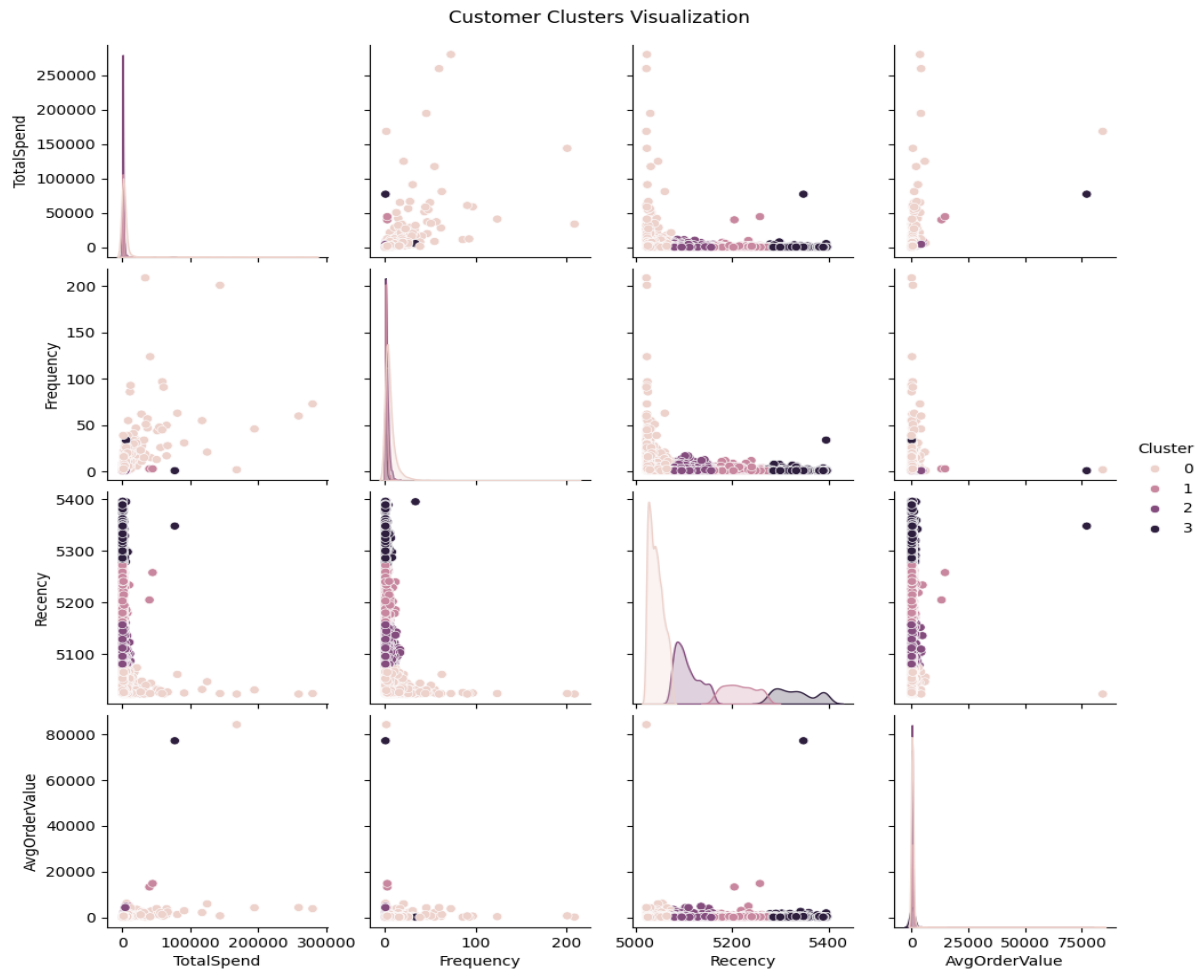 Customer Clusters Visualization
250000
200000
150000
100000
50000
0
TotalSpend
200
150
100
50
0
Frequency
5400
5300
5200
5100
Recency
80000
60000
40000
20000
0
AvgOrderValue
0 100000 200000 300000
TotalSpend
0 100 200
Frequency
5000 5200 5400
Recency
0 25000 50000 75000
AvgOrderValue
Cluster
0
1
2
3